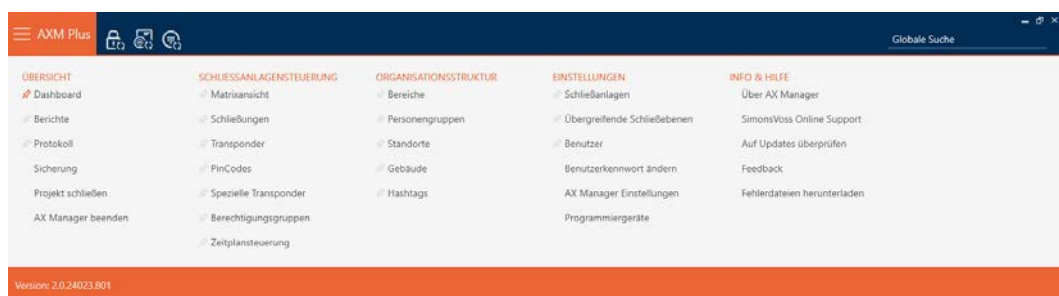 AXM Plus
Globale Suche
ÜBERSICHT
Dashboard
Berichte
Protokoll
Sicherung
Projekt schließen
AX Manager beenden
SCHLIESSANLAGENSTEUERUNG
Matrixansicht
Schließungen
Transponder
PinCodes
Spezielle Transponder
Berechtigungsgruppen
Zeitplansteuerung
ORGANISATIONSSTRUKTUR
Bereiche
Personengruppen
Standorte
Gebäude
Hashtags
EINSTELLUNGEN
Schließanlagen
Übergreifende Schließebenen
Benutzer
Benutzerkennwort ändern
AX Manager Einstellungen
Programmiergeräte
INFO & HILFE
Über AX Manager
SimonsVoss Online Support
Auf Updates überprüfen
Feedback
Fehlerdateien herunterladen
Version: 2.0.24023.801